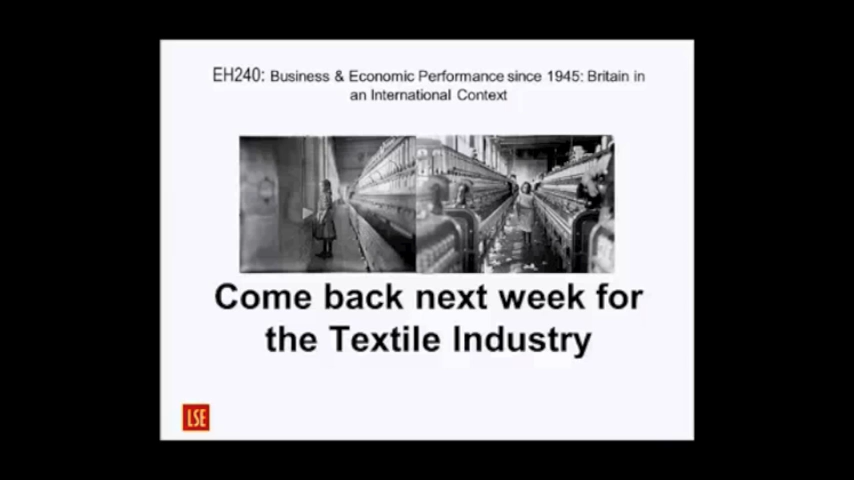 EH240: Business & Economic Performance since 1945: Britain in
an International Context
Come back next week for
the Textile Industry
LSE